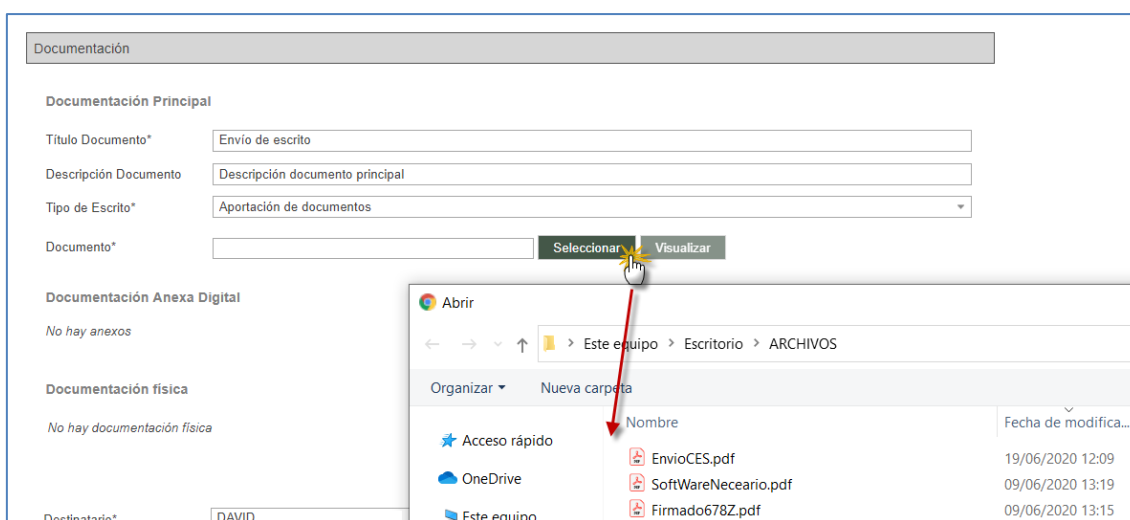 Documentación
Documentación Principal
Título Documento* Envío de escrito
Descripción Documento Descripción documento principal
Tipo de Escrito* Aportación de documentos
Documento* Seleccionar Visualizar
Documentación Anexa Digital
No hay anexos
Documentación física
No hay documentación física
Destinatario* DAVID
Abrir
Este equipo > Escritorio > ARCHIVOS
Organizar Nueva carpeta
Nombre Fecha de modifica...
Acceso rápido
EnvioCES.pdf 19/06/2020 12:09
OneDrive
SoftWareNeceario.pdf 09/06/2020 13:19
Este equipo
Firmado678Z.pdf 09/06/2020 13:15